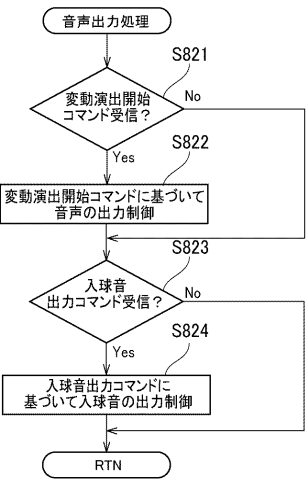 音声出力処理
S821
変動演出開始
コマンド受信？
No
Yes
S822
変動演出開始コマンドに基づいて
音声の出力制御
S823
入球音
出力コマンド受信？
No
Yes
S824
入球音出力コマンドに
基づいて入球音の出力制御
RTN